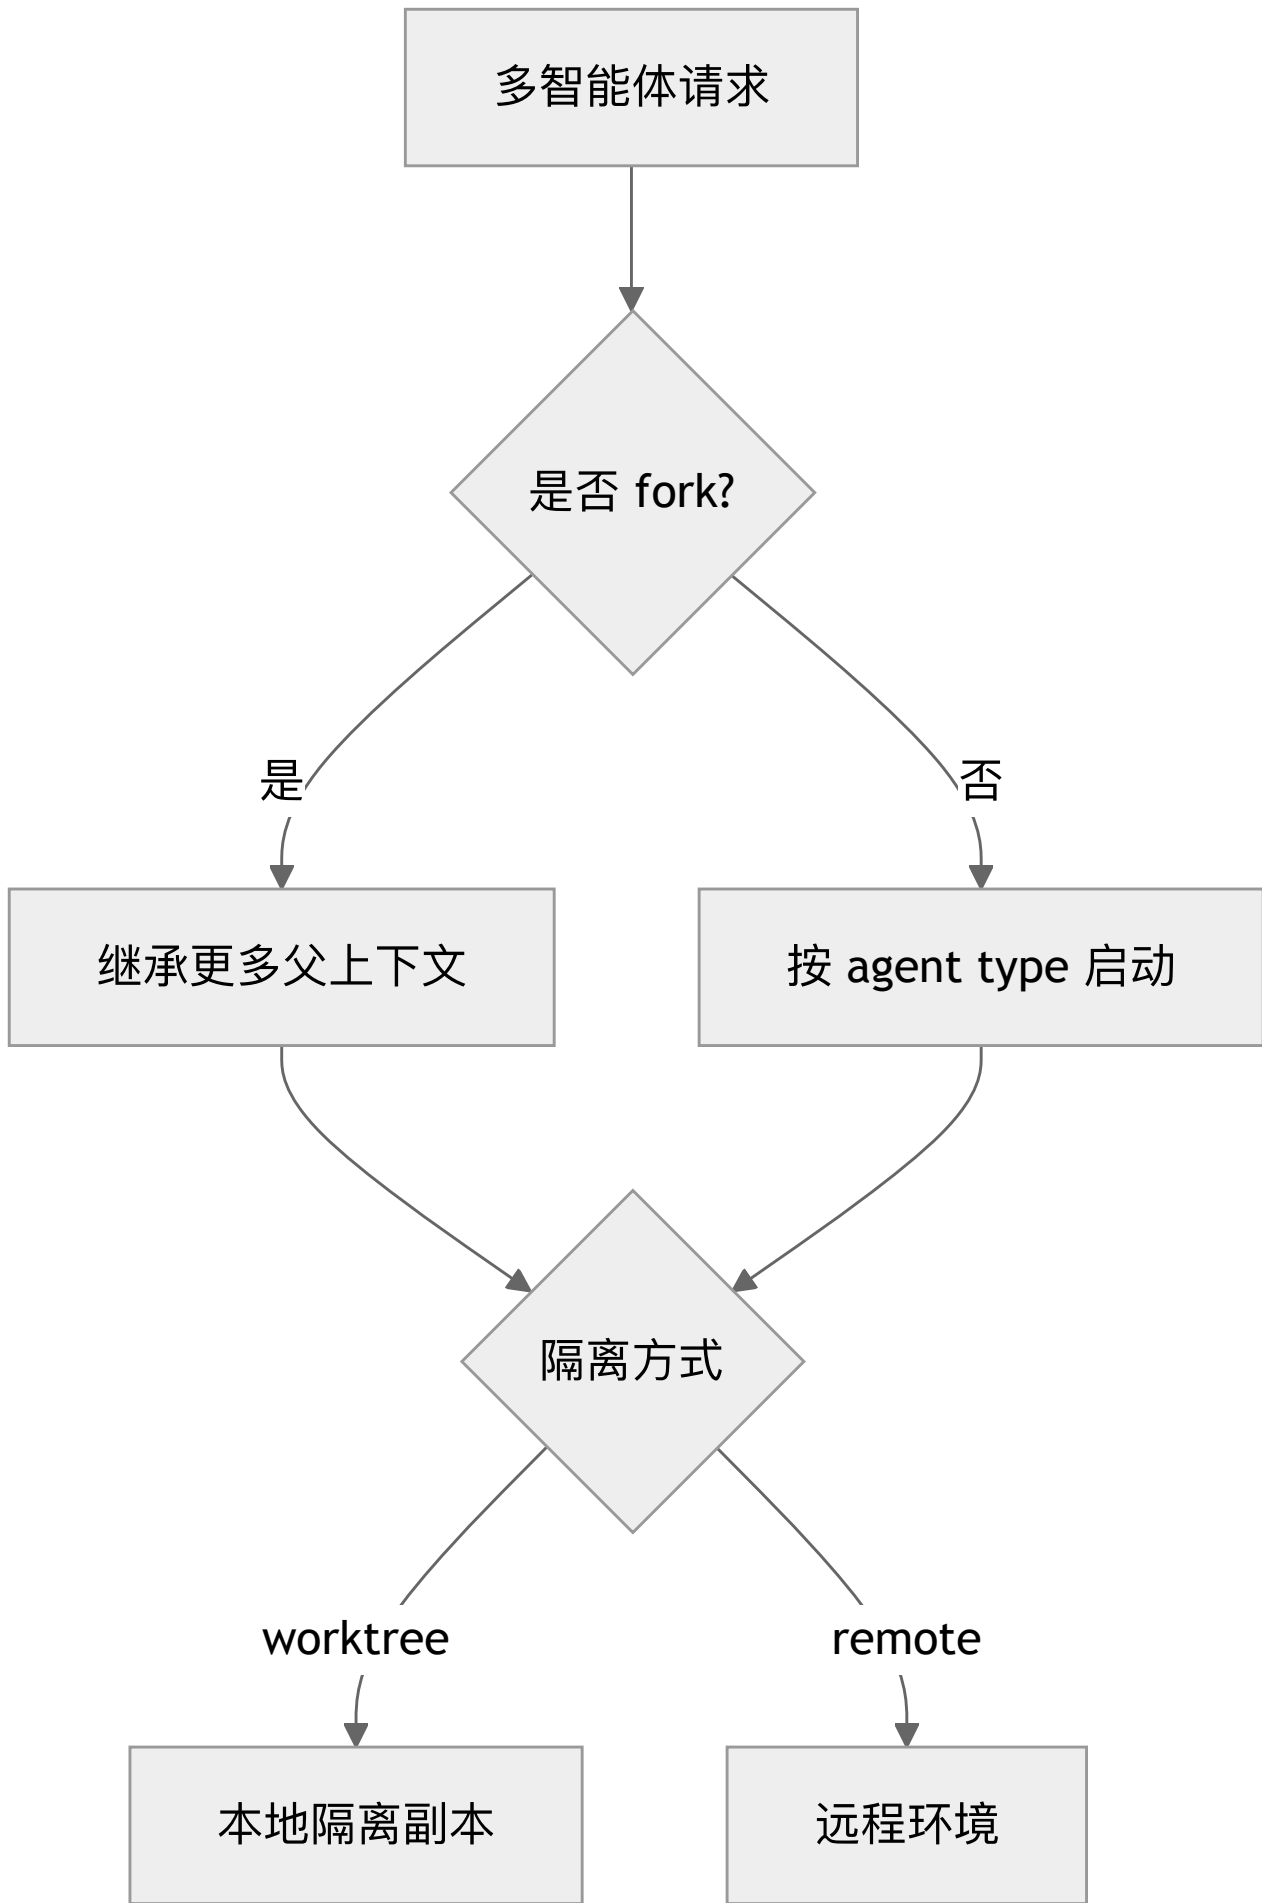 多智能体请求
是否 fork?
是
否
继承更多父上下文
按 agent type 启动
隔离方式
worktree
remote
本地隔离副本
远程环境